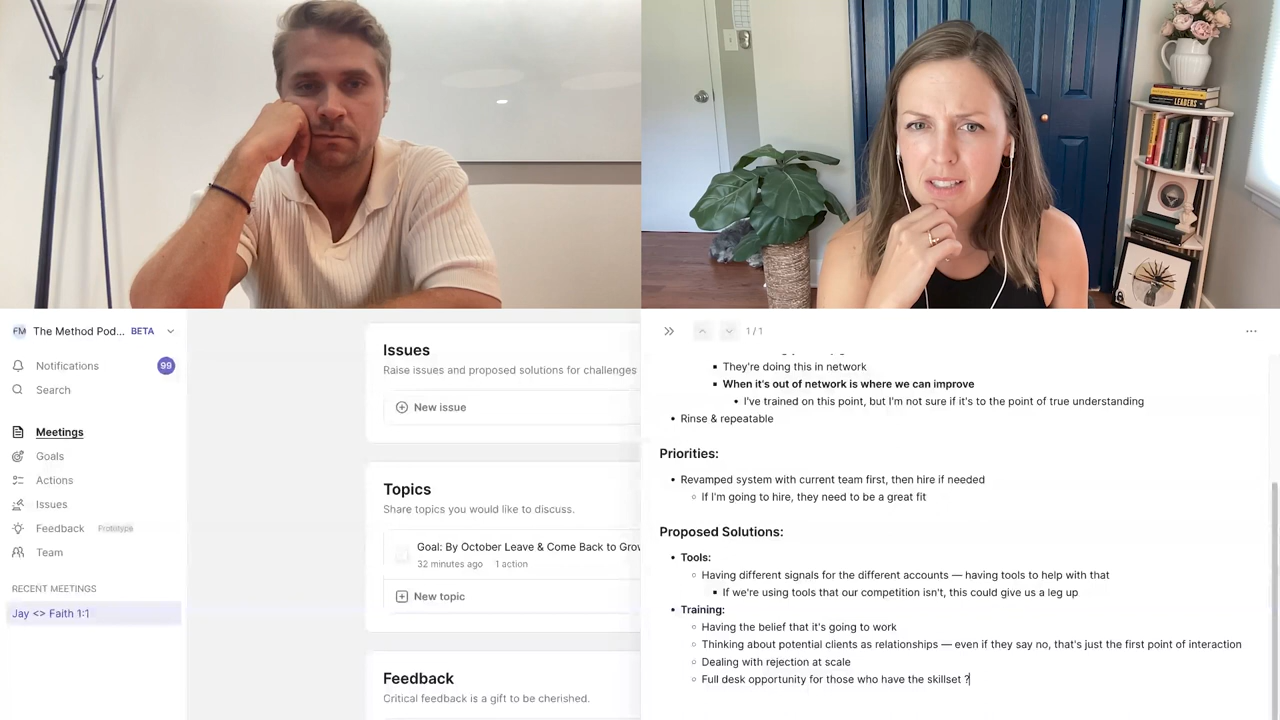 LEADERS
FM The Method Pod... BETA
Notifications 99
Search
Meetings
Goals
Actions
Issues
Feedback Prototype
Team
RECENT MEETINGS
Jay <> Faith 1:1
Issues
Raise issues and proposed solutions for challenges
New issue
Topics
Share topics you would like to discuss.
Goal: By October Leave & Come Back to Grow
32 minutes ago 1 action
New topic
Feedback
Critical feedback is a gift to be cherished.
1 / 1
They're doing this in network
When it's out of network is where we can improve
I've trained on this point, but I'm not sure if it's to the point of true understanding
Rinse & repeatable
Priorities:
Revamped system with current team first, then hire if needed
If I'm going to hire, they need to be a great fit
Proposed Solutions:
Tools:
Having different signals for the different accounts — having tools to help with that
If we're using tools that our competition isn't, this could give us a leg up
Training:
Having the belief that it's going to work
Thinking about potential clients as relationships — even if they say no, that's just the first point of interaction
Dealing with rejection at scale
Full desk opportunity for those who have the skillset ?